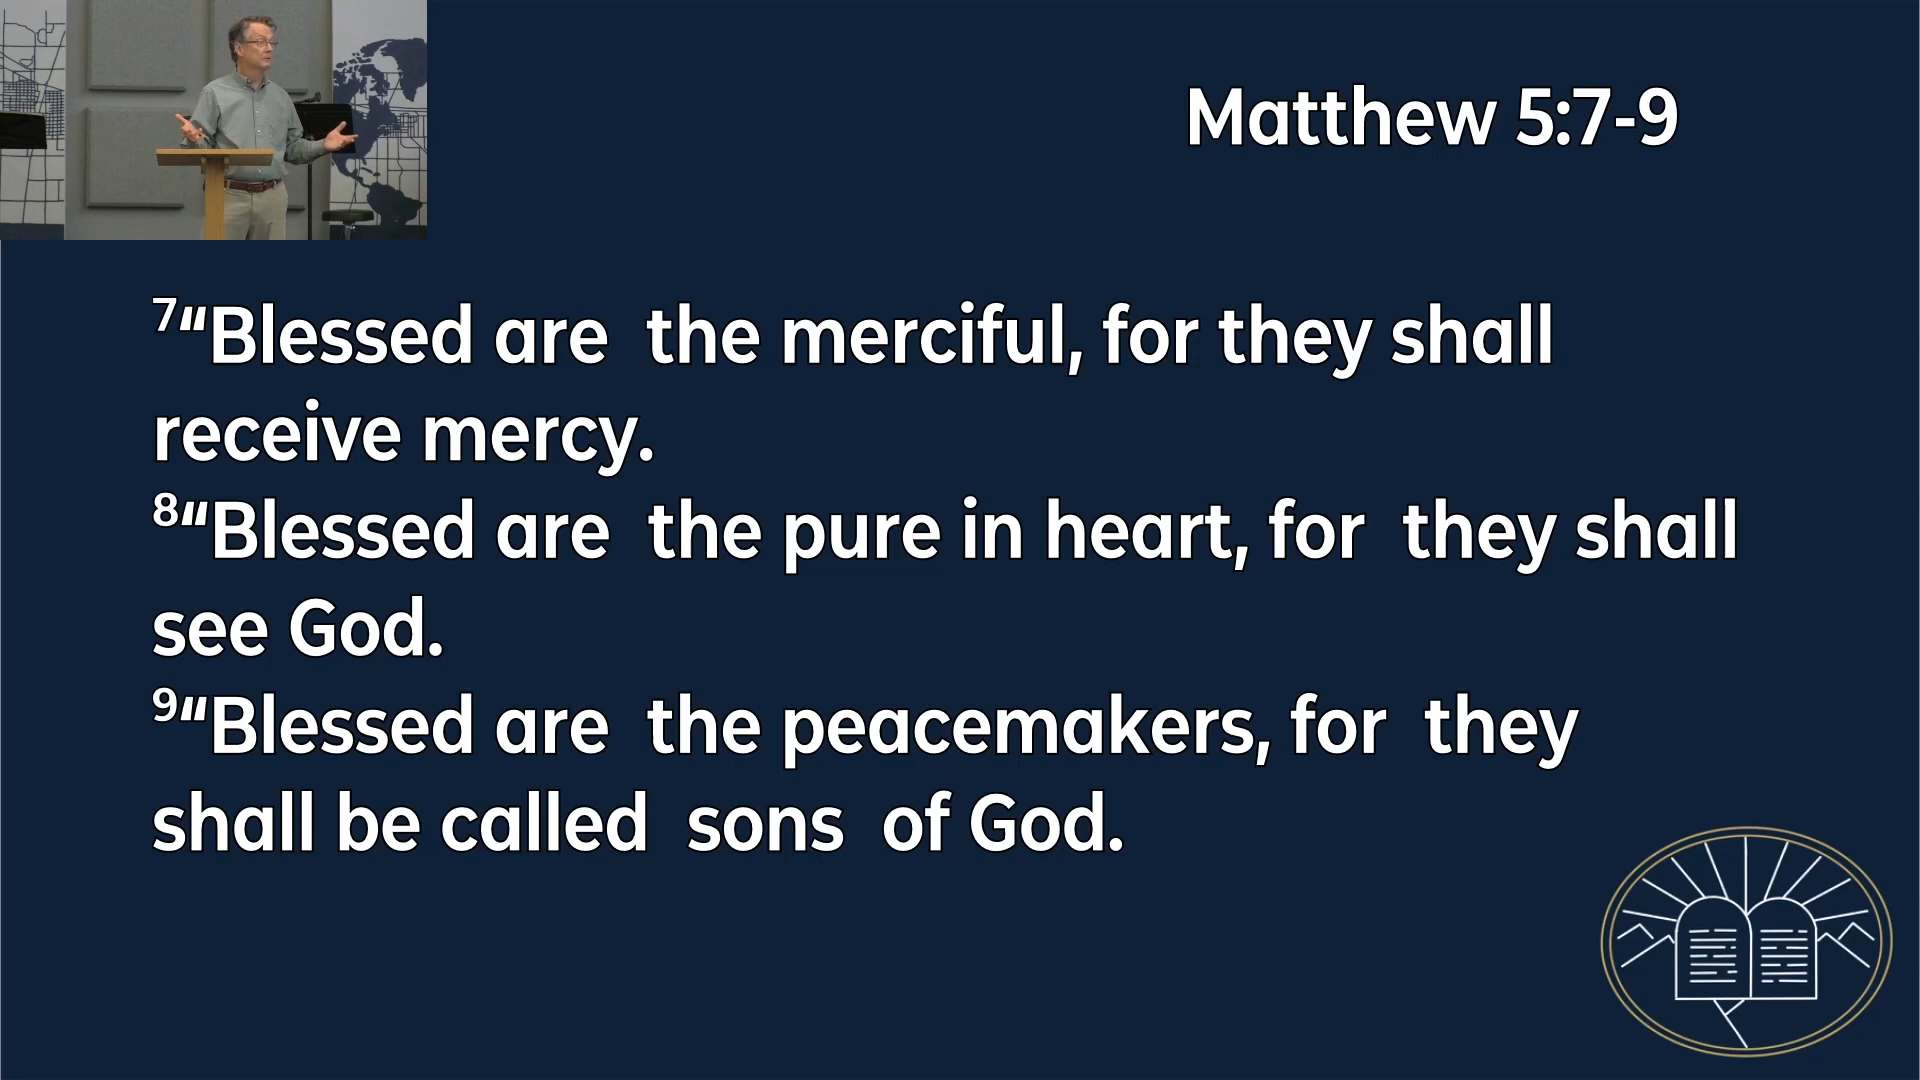 Matthew 5:7-9
7“Blessed are the merciful, for they shall
receive mercy.
8“Blessed are the pure in heart, for they shall
see God.
9“Blessed are the peacemakers, for they
shall be called sons of God.